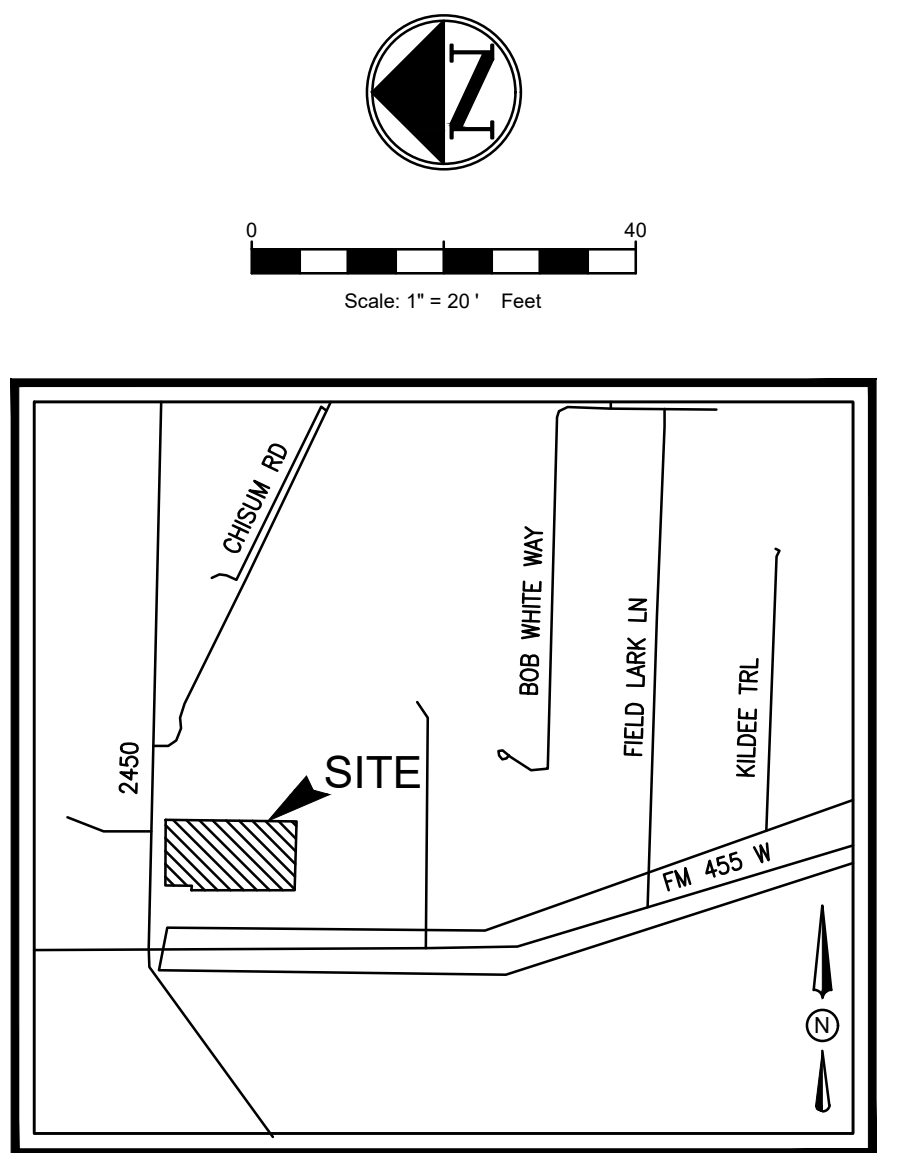 N
0 40
Scale: 1" = 20 ' Feet
CHISUM RD
BOB WHITE WAY
FIELD LARK LN
KILDEE TRL
2450
SITE
FM 455 W
N